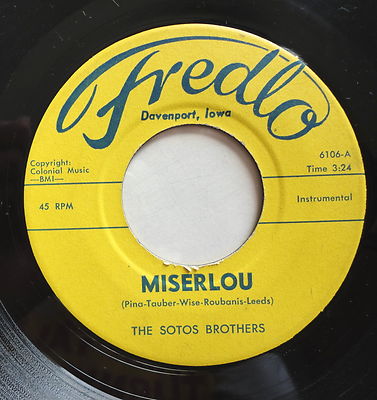 Fredlo
Davenport, Iowa
Copyright:
Colonial Music
—BMI—
6106-A
Time 3:24
45 RPM
Instrumental
MISERLOU
(Pina-Tauber-Wise-Roubanis-Leeds)
THE SOTOS BROTHERS